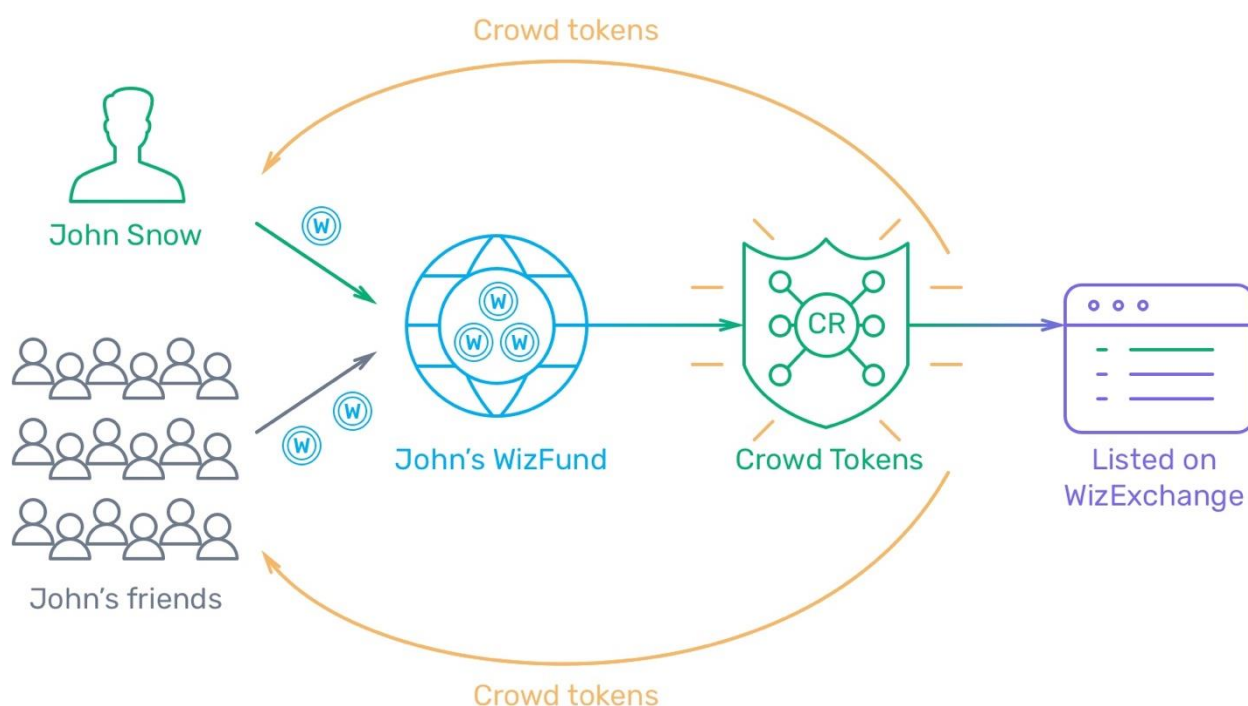 Crowd tokens
John Snow
W
W
W W
W
W
CR
John's WizFund
Crowd Tokens
Listed on
WizExchange
John's friends
Crowd tokens